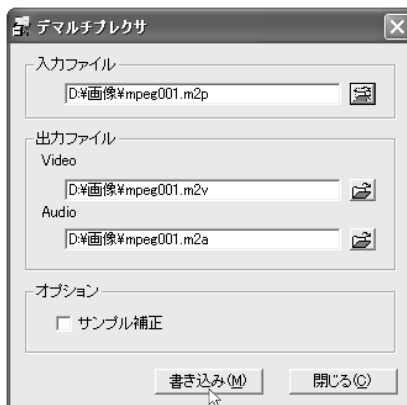 デマルチプレクサ
入力ファイル
D:¥画像¥mpeg001.m2p
出力ファイル
Video
D:¥画像¥mpeg001.m2v
Audio
D:¥画像¥mpeg001.m2a
オプション
サンプル補正
書き込み(M) 閉じる(C)